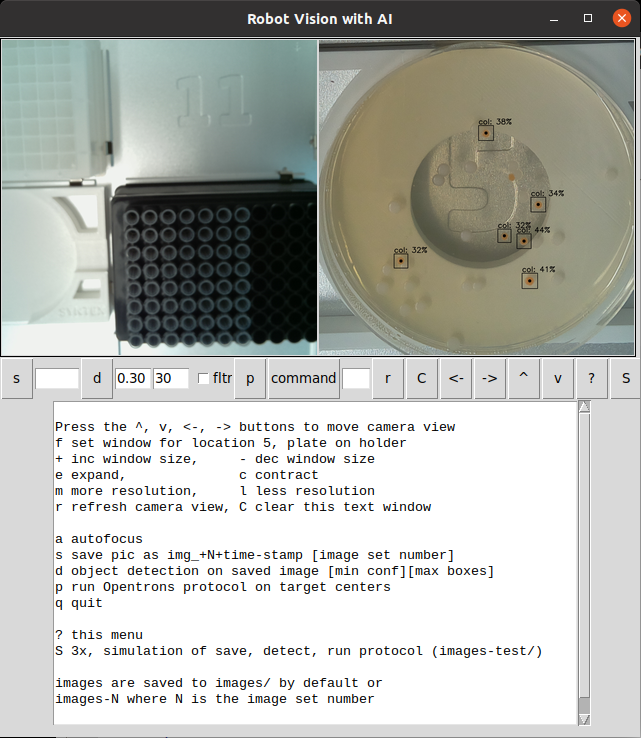 Robot Vision with AI
11
col: 38%
col: 34%
col: 32%
col: 44%
col: 32%
col: 41%
s d 0.30 30 fltr p command r C <- -> ^ v ? S
Press the ^, v, <-, -> buttons to move camera view
f set window for location 5, plate on holder
+ inc window size, - dec window size
e expand, c contract
m more resolution, l less resolution
r refresh camera view, C clear this text window
a autofocus
s save pic as img_+N+time-stamp [image set number]
d object detection on saved image [min conf][max boxes]
p run Opentrons protocol on target centers
q quit
? this menu
S 3x, simulation of save, detect, run protocol (images-test/)
images are saved to images/ by default or
images-N where N is the image set number